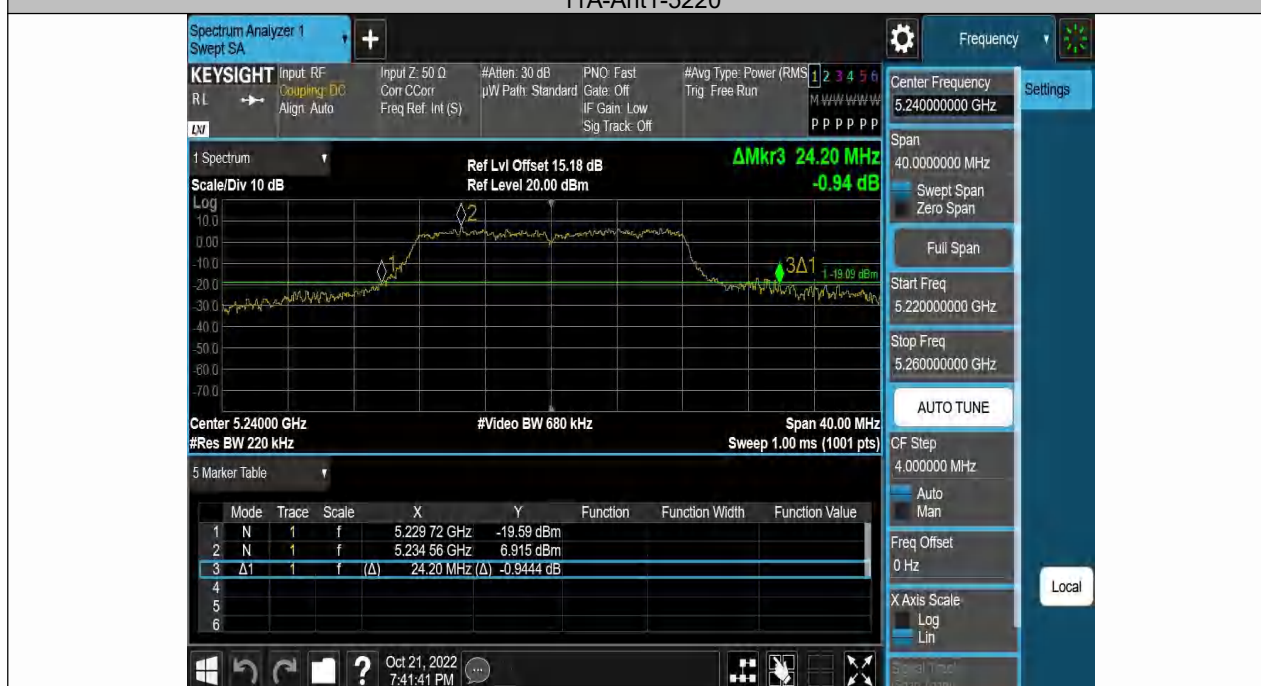 11A-Ant1-5220
Spectrum Analyzer 1
Swept SA
+
Frequency
KEYSIGHT
RL
LXI
Input: RF
Coupling: DC
Align: Auto
Input Z: 50 Ω
Corr CCorr
Freq Ref: Int (S)
#Atten: 30 dB
µW Path: Standard
PNO: Fast
Gate: Off
IF Gain: Low
Sig Track: Off
#Avg Type: Power (RMS
Trig: Free Run
1 2 3 4 5 6
M W W W W W
P P P P P P
Center Frequency
5.240000000 GHz
Settings
Span
40.0000000 MHz
Swept Span
Zero Span
Full Span
Start Freq
5.220000000 GHz
Stop Freq
5.260000000 GHz
AUTO TUNE
CF Step
4.000000 MHz
Auto
Man
Freq Offset
0 Hz
X Axis Scale
Log
Lin
Local
1 Spectrum
Scale/Div 10 dB
Ref Lvl Offset 15.18 dB
Ref Level 20.00 dBm
ΔMkr3 24.20 MHz
-0.94 dB
Log
10.0
0.00
-10.0
-20.0
-30.0
-40.0
-50.0
-60.0
-70.0
2
1
3Δ1
1 -19.09 dBm
Center 5.24000 GHz
#Video BW 680 kHz
Span 40.00 MHz
#Res BW 220 kHz
Sweep 1.00 ms (1001 pts)
5 Marker Table
Mode Trace Scale X Y Function Function Width Function Value
1 N 1 f 5.229 72 GHz -19.59 dBm
2 N 1 f 5.234 56 GHz 6.915 dBm
3 Δ1 1 f (Δ) 24.20 MHz (Δ) -0.9444 dB
4
5
6
?
Oct 21, 2022
7:41:41 PM